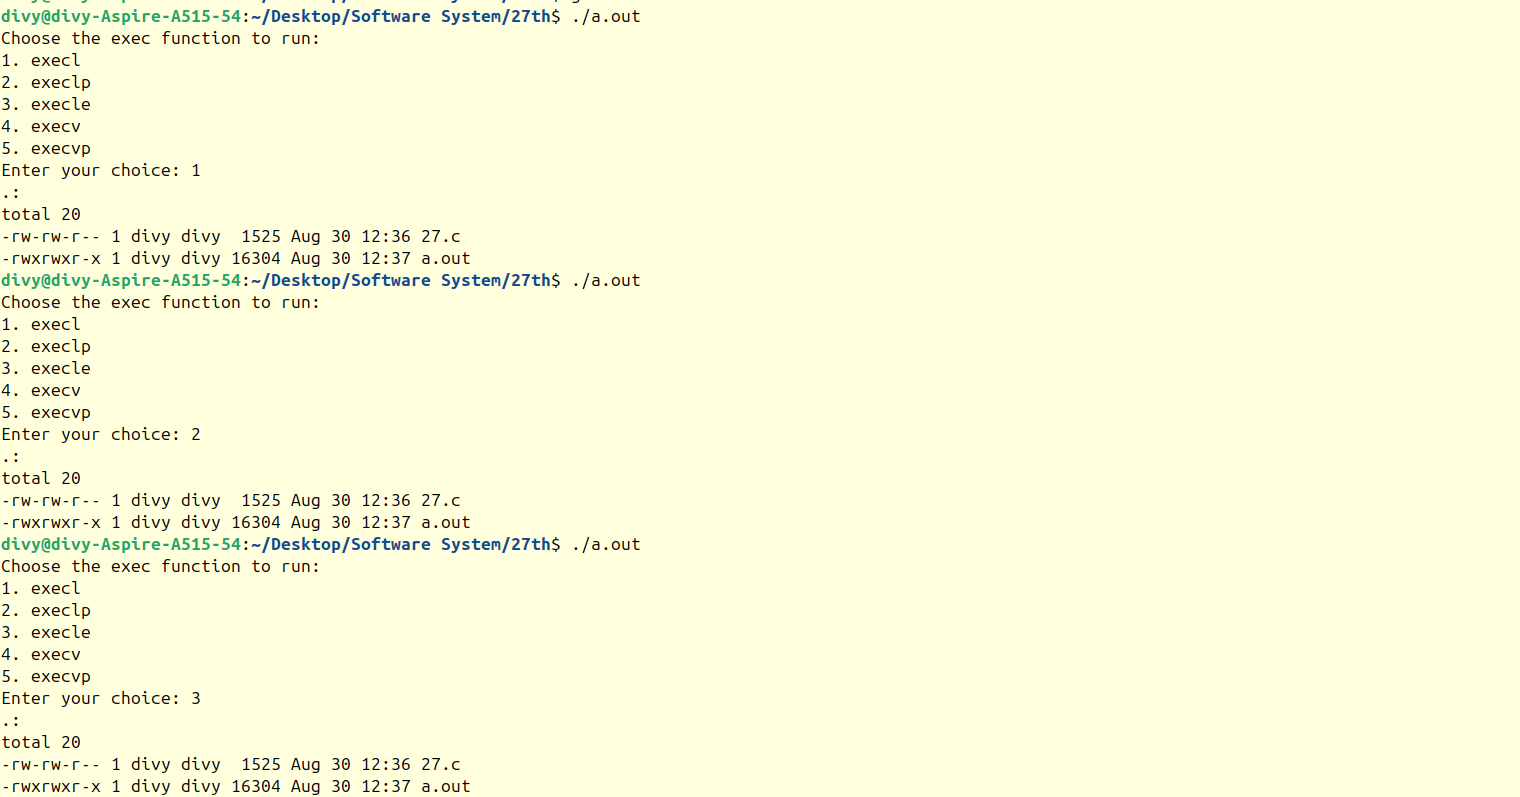 divy@divy-Aspire-A515-54:~/Desktop/Software System/27th$ ./a.out
Choose the exec function to run:
1. execl
2. execlp
3. execle
4. execv
5. execvp
Enter your choice: 1
.:
total 20
-rw-rw-r-- 1 divy divy  1525 Aug 30 12:36 27.c
-rwxrwxr-x 1 divy divy 16304 Aug 30 12:37 a.out
divy@divy-Aspire-A515-54:~/Desktop/Software System/27th$ ./a.out
Choose the exec function to run:
1. execl
2. execlp
3. execle
4. execv
5. execvp
Enter your choice: 2
.:
total 20
-rw-rw-r-- 1 divy divy  1525 Aug 30 12:36 27.c
-rwxrwxr-x 1 divy divy 16304 Aug 30 12:37 a.out
divy@divy-Aspire-A515-54:~/Desktop/Software System/27th$ ./a.out
Choose the exec function to run:
1. execl
2. execlp
3. execle
4. execv
5. execvp
Enter your choice: 3
.:
total 20
-rw-rw-r-- 1 divy divy  1525 Aug 30 12:36 27.c
-rwxrwxr-x 1 divy divy 16304 Aug 30 12:37 a.out